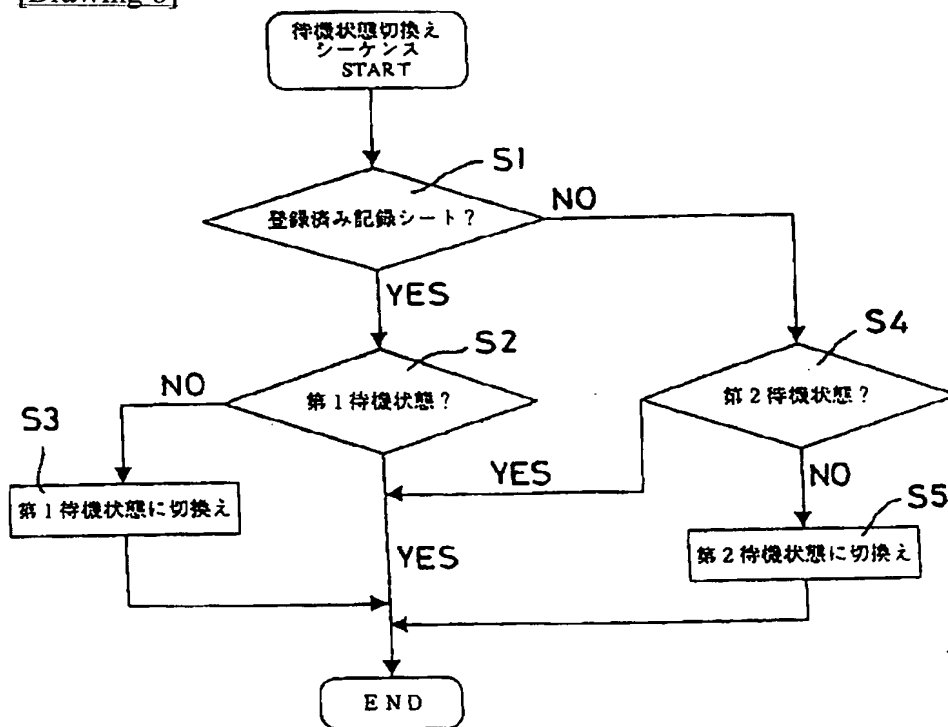 待機状態切換え
シーケンス
START
S1
登録済み記録シート?
NO
YES
S2
S4
NO
第1待機状態?
第2待機状態?
S3
YES
NO
S5
第1待機状態に切換え
YES
第2待機状態に切換え
END